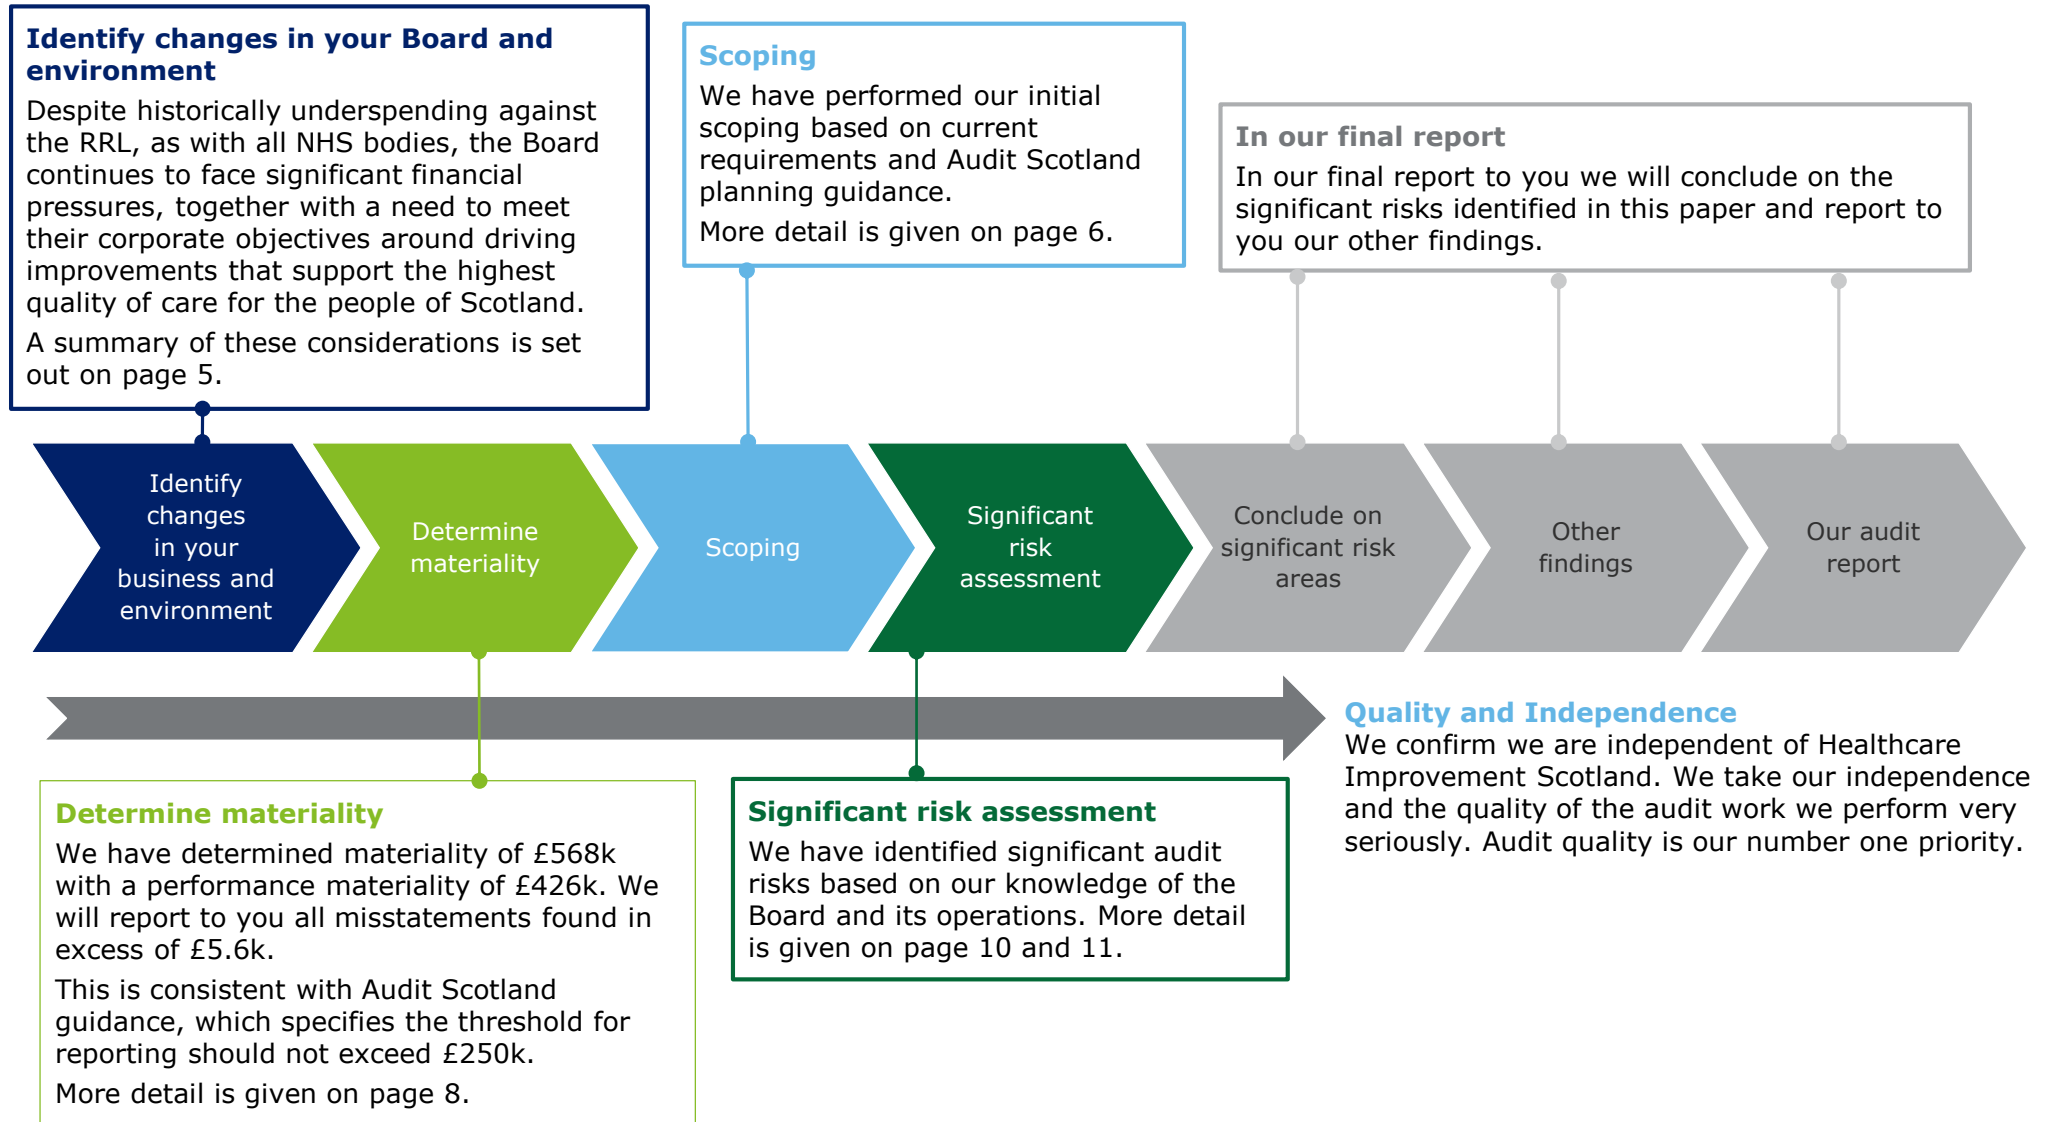 Identify changes in your Board and
environment
Despite historically underspending against
the RRL, as with all NHS bodies, the Board
continues to face significant financial
pressures, together with a need to meet
their corporate objectives around driving
improvements that support the highest
quality of care for the people of Scotland.
A summary of these considerations is set
out on page 5.
Scoping
We have performed our initial
scoping based on current
requirements and Audit Scotland
planning guidance.
More detail is given on page 6.
In our final report
In our final report to you we will conclude on the
significant risks identified in this paper and report to
you our other findings.
Identify
changes
in your
business and
environment
Determine
materiality
Scoping
Significant
risk
assessment
Conclude on
significant risk
areas
Other
findings
Our audit
report
Determine materiality
We have determined materiality of £568k
with a performance materiality of £426k. We
will report to you all misstatements found in
excess of £5.6k.
This is consistent with Audit Scotland
guidance, which specifies the threshold for
reporting should not exceed £250k.
More detail is given on page 8.
Significant risk assessment
We have identified significant audit
risks based on our knowledge of the
Board and its operations. More detail
is given on page 10 and 11.
Quality and Independence
We confirm we are independent of Healthcare
Improvement Scotland. We take our independence
and the quality of the audit work we perform very
seriously. Audit quality is our number one priority.